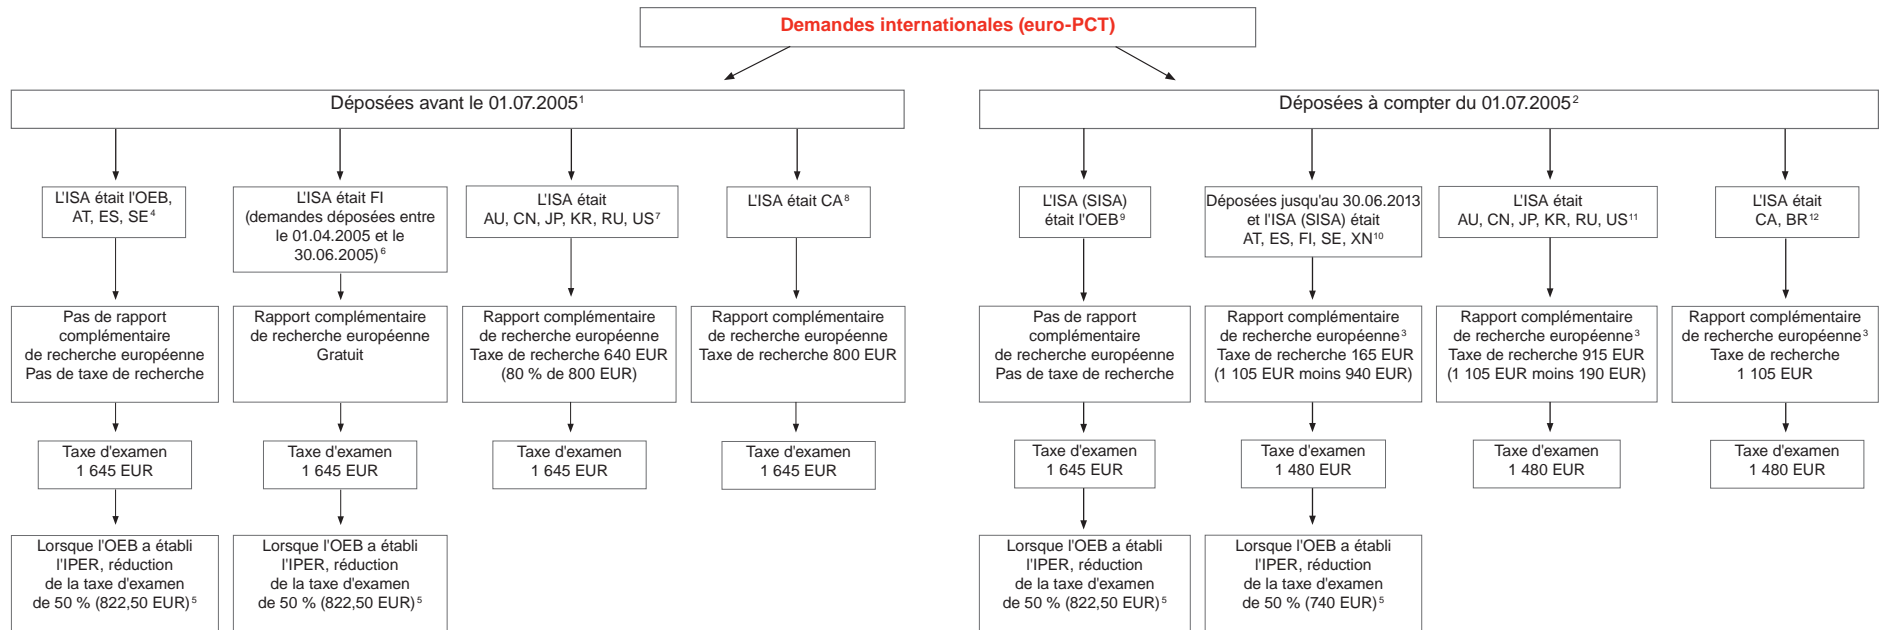 Demandes internationales (euro-PCT)
Déposées avant le 01.07.2005¹
Déposées à compter du 01.07.2005²
L'ISA était l'OEB,
AT, ES, SE⁴
L'ISA était FI
(demandes déposées entre
le 01.04.2005 et le
30.06.2005)⁶
L'ISA était
AU, CN, JP, KR, RU, US⁷
L'ISA était CA⁸
L'ISA (SISA)
était l'OEB⁹
Déposées jusqu'au 30.06.2013
et l'ISA (SISA) était
AT, ES, FI, SE, XN¹⁰
L'ISA était
AU, CN, JP, KR, RU, US¹¹
L'ISA était
CA, BR¹²
Pas de rapport
complémentaire
de recherche européenne
Pas de taxe de recherche
Rapport complémentaire
de recherche européenne
Gratuit
Rapport complémentaire
de recherche européenne
Taxe de recherche 640 EUR
(80 % de 800 EUR)
Rapport complémentaire
de recherche européenne
Taxe de recherche 800 EUR
Pas de rapport
complémentaire
de recherche européenne
Pas de taxe de recherche
Rapport complémentaire
de recherche européenne³
Taxe de recherche 165 EUR
(1 105 EUR moins 940 EUR)
Rapport complémentaire
de recherche européenne³
Taxe de recherche 915 EUR
(1 105 EUR moins 190 EUR)
Rapport complémentaire
de recherche européenne³
Taxe de recherche
1 105 EUR
Taxe d'examen
1 645 EUR
Taxe d'examen
1 645 EUR
Taxe d'examen
1 645 EUR
Taxe d'examen
1 645 EUR
Taxe d'examen
1 645 EUR
Taxe d'examen
1 480 EUR
Taxe d'examen
1 480 EUR
Taxe d'examen
1 480 EUR
Lorsque l'OEB a établi
l'IPER, réduction
de la taxe d'examen
de 50 % (822,50 EUR)⁵
Lorsque l'OEB a établi
l'IPER, réduction
de la taxe d'examen
de 50 % (822,50 EUR)⁵
Lorsque l'OEB a établi
l'IPER, réduction
de la taxe d'examen
de 50 % (822,50 EUR)⁵
Lorsque l'OEB a établi
l'IPER, réduction
de la taxe d'examen
de 50 % (740 EUR)⁵